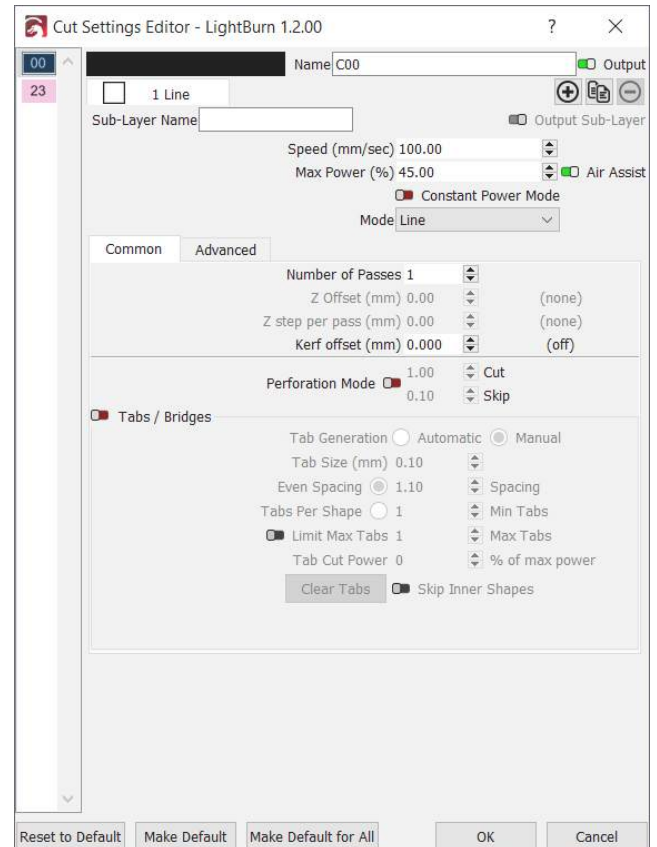 Cut Settings Editor - LightBurn 1.2.00 ? ×
00 Name C00 Output
23 1 Line
Sub-Layer Name Output Sub-Layer
Speed (mm/sec) 100.00
Max Power (%) 45.00 Air Assist
Constant Power Mode
Mode Line
Common Advanced
Number of Passes 1
Z Offset (mm) 0.00 (none)
Z step per pass (mm) 0.00 (none)
Kerf offset (mm) 0.000 (off)
Perforation Mode 1.00 Cut
0.10 Skip
Tabs / Bridges
Tab Generation Automatic Manual
Tab Size (mm) 0.10
Even Spacing 1.10 Spacing
Tabs Per Shape 1 Min Tabs
Limit Max Tabs 1 Max Tabs
Tab Cut Power 0 % of max power
Clear Tabs Skip Inner Shapes
Reset to Default Make Default Make Default for All OK Cancel